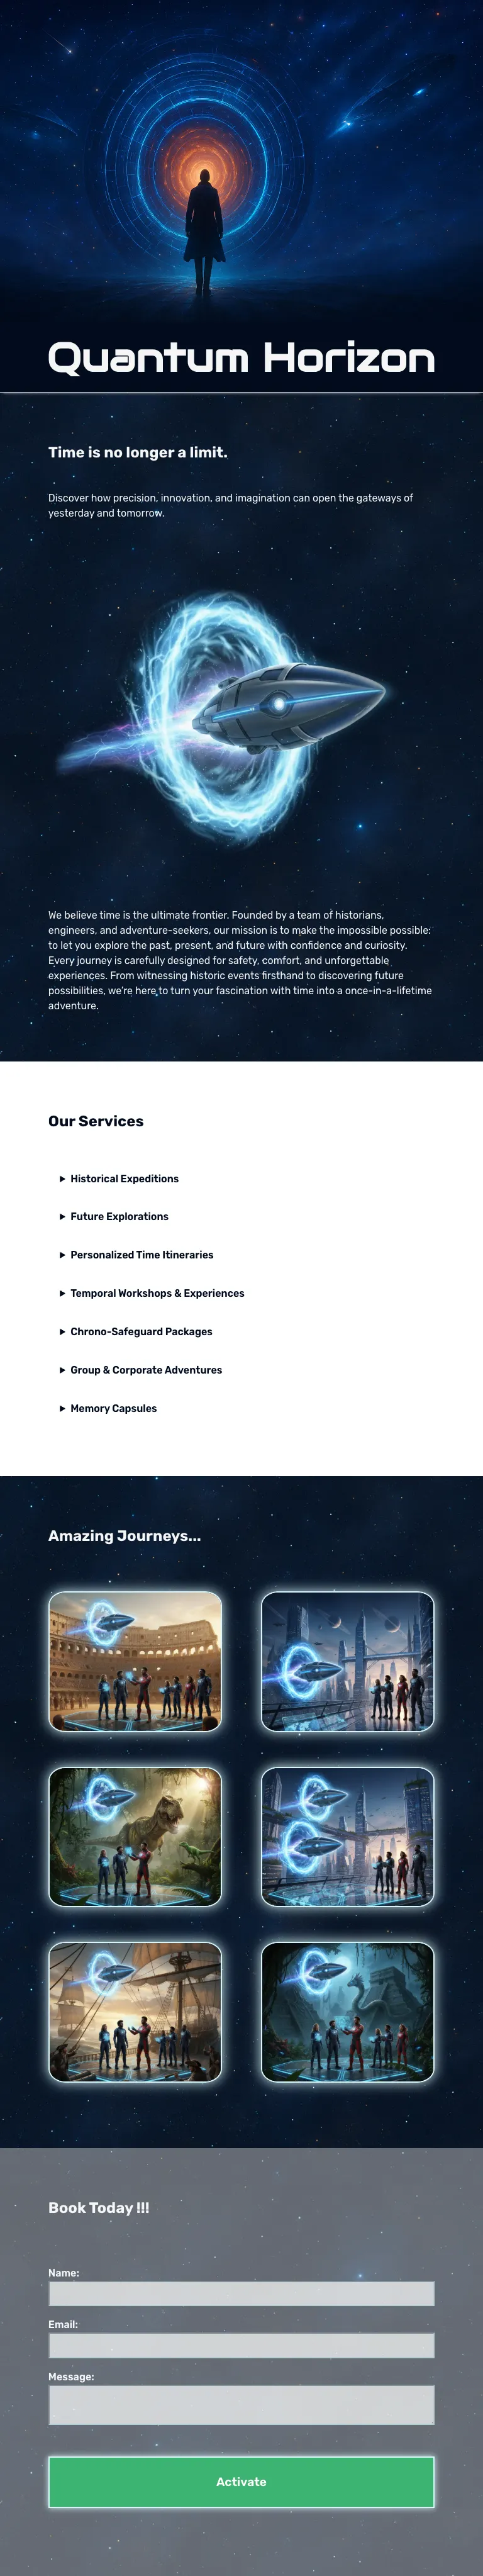 Quantum Horizon
Time is no longer a limit.
Discover how precision, innovation, and imagination can open the gateways of
yesterday and tomorrow.
We believe time is the ultimate frontier. Founded by a team of historians,
engineers, and adventure-seekers, our mission is to make the impossible possible:
to let you explore the past, present, and future with confidence and curiosity.
Every journey is carefully designed for safety, comfort, and unforgettable
experiences. From witnessing historic events firsthand to discovering future
possibilities, we're here to turn your fascination with time into a once-in-a-lifetime
adventure.
Our Services
Historical Expeditions
Future Explorations
Personalized Time Itineraries
Temporal Workshops & Experiences
Chrono-Safeguard Packages
Group & Corporate Adventures
Memory Capsules
Amazing Journeys...
Book Today !!!
Name:
Email:
Message:
Activate